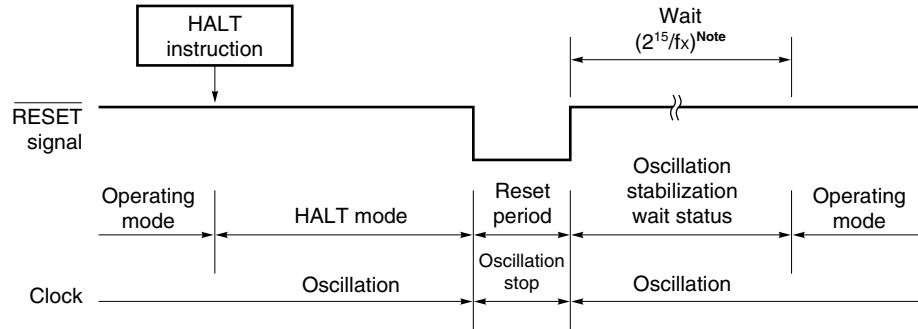 HALT
instruction
Wait
(2¹⁵/fx)Note
RESET
signal
Operating
mode
HALT mode
Reset
period
Oscillation
stabilization
wait status
Operating
mode
Clock
Oscillation
Oscillation
stop
Oscillation